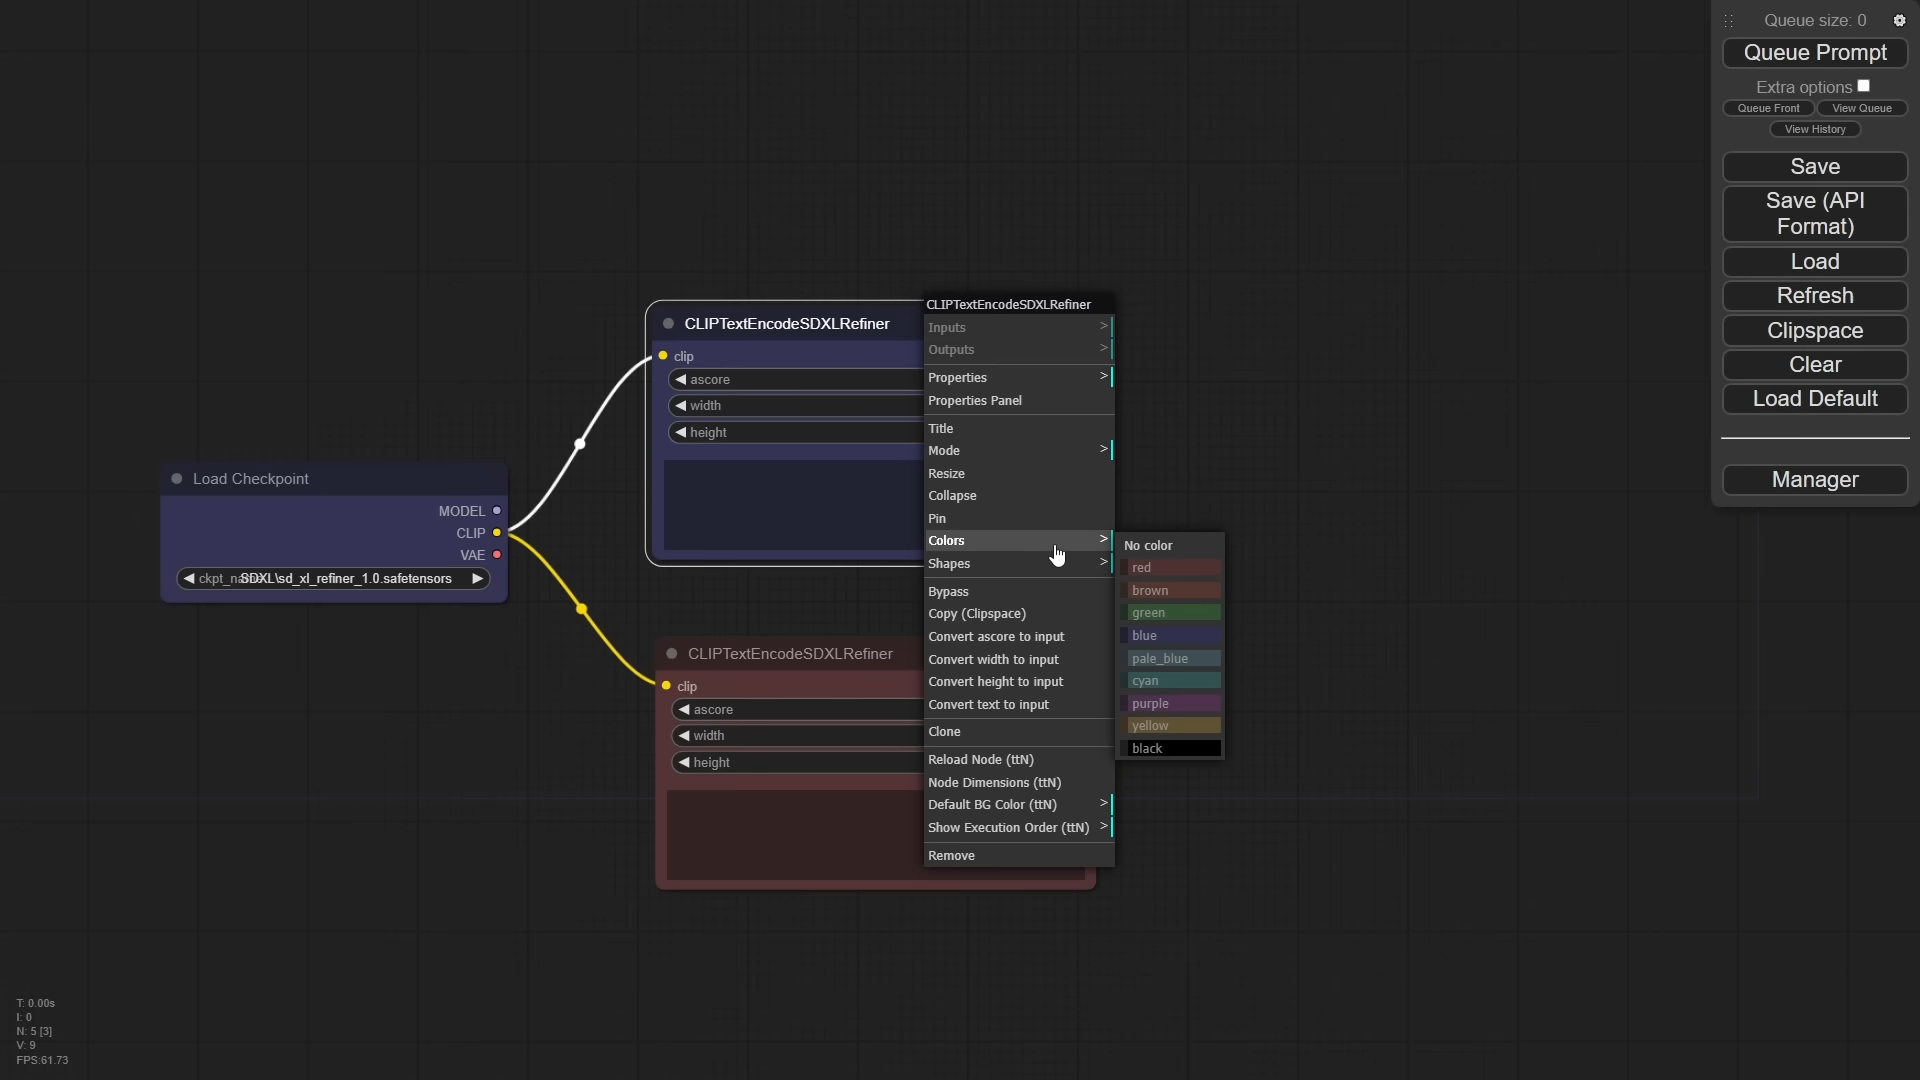 Queue size: 0
Queue Prompt
Extra options
Queue Front
View Queue
View History
Save
Save (API
Format)
Load
Refresh
Clipspace
Clear
Load Default
Manager
Load Checkpoint
MODEL
CLIP
VAE
SDXL\sd_xl_refiner_1.0.safetensors
CLIPTextEncodeSDXLRefiner
clip
ascore
width
height
CLIPTextEncodeSDXLRefiner
clip
ascore
width
height
CLIPTextEncodeSDXLRefiner
Inputs >
Outputs >
Properties >
Properties Panel
Title
Mode >
Resize
Collapse
Pin
Colors >
Shapes >
Bypass
Copy (Clipspace)
Convert ascore to input
Convert width to input
Convert height to input
Convert text to input
Clone
Reload Node (ttN)
Node Dimensions (ttN)
Default BG Color (ttN) >
Show Execution Order (ttN) >
Remove
No color
red
brown
green
blue
pale_blue
cyan
purple
yellow
black
T: 0.00s
I: 0
N: 5 [3]
V: 9
FPS:61.73